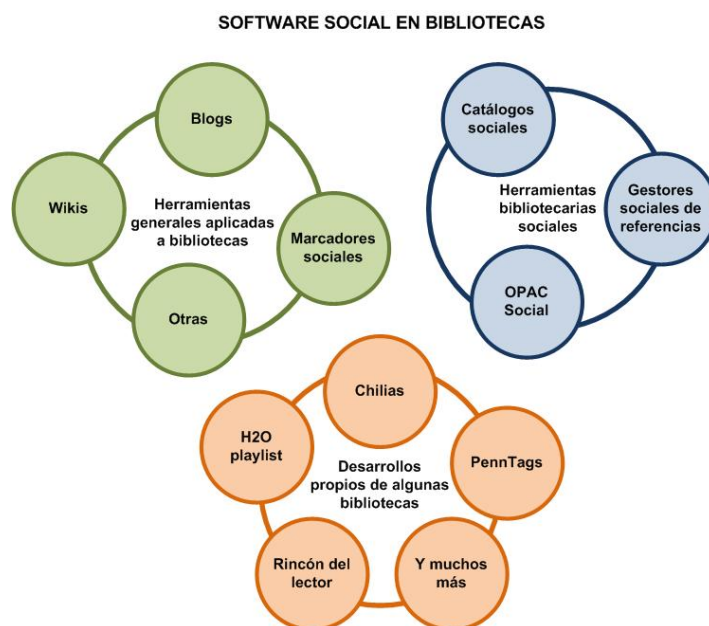 SOFTWARE SOCIAL EN BIBLIOTECAS
Blogs
Wikis
Herramientas
generales aplicadas
a bibliotecas
Marcadores
sociales
Otras
Catálogos
sociales
Herramientas
bibliotecarias
sociales
Gestores
sociales de
referencias
OPAC
Social
Chilias
H2O
playlist
Desarrollos
propios de algunas
bibliotecas
PennTags
Rincón del
lector
Y muchos
más